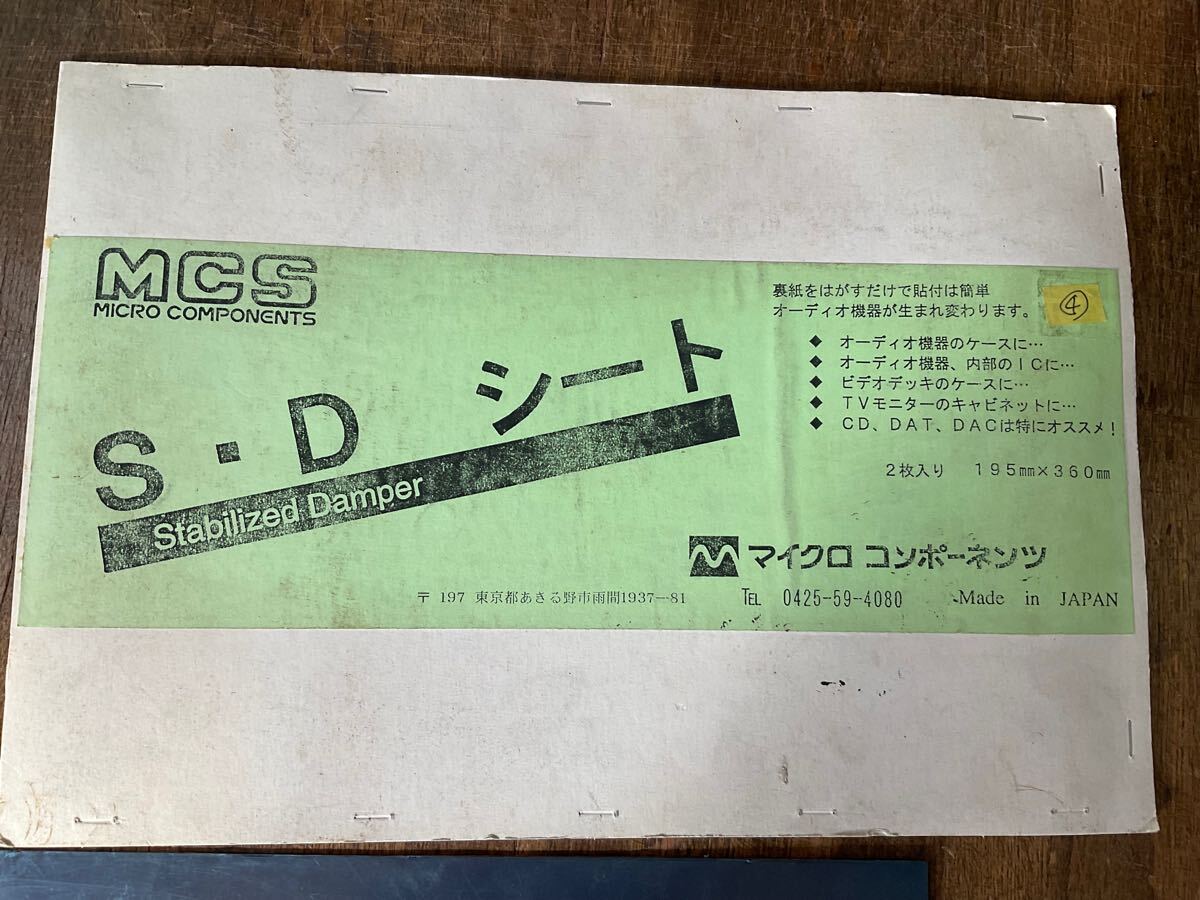 MCS
MICRO COMPONENTS
S・D シート
Stabilized Damper
裏紙をはがすだけで貼付は簡単
オーディオ機器が生まれ変わります。
④
◆ オーディオ機器のケースに…
◆ オーディオ機器、内部のＩＣに…
◆ ビデオデッキのケースに…
◆ ＴＶモニターのキャビネットに…
◆ ＣＤ、ＤＡＴ、ＤＡＣは特にオススメ！
２枚入り １９５㎜×３６０㎜
マイクロ コンポーネンツ
〒 197 東京都あきる野市雨間1937―81 TEL 0425-59-4080 Made in JAPAN